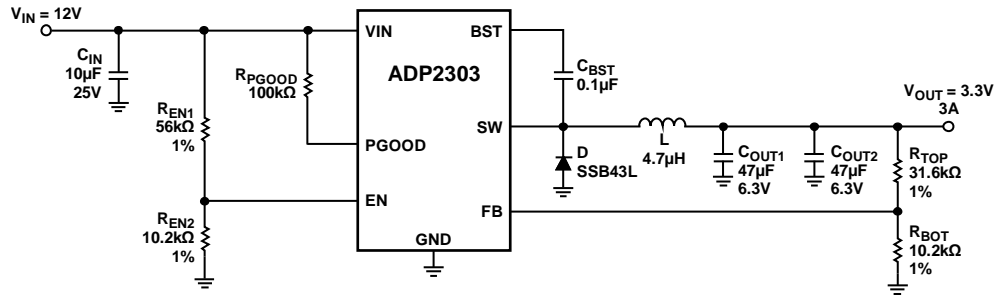 VIN = 12V
CIN
10µF
25V
REN1
56kΩ
1%
REN2
10.2kΩ
1%
RPGOOD
100kΩ
VIN
BST
ADP2303
SW
PGOOD
EN
FB
GND
CBST
0.1µF
L
4.7µH
D
SSB43L
COUT1
47µF
6.3V
COUT2
47µF
6.3V
VOUT = 3.3V
3A
RTOP
31.6kΩ
1%
RBOT
10.2kΩ
1%